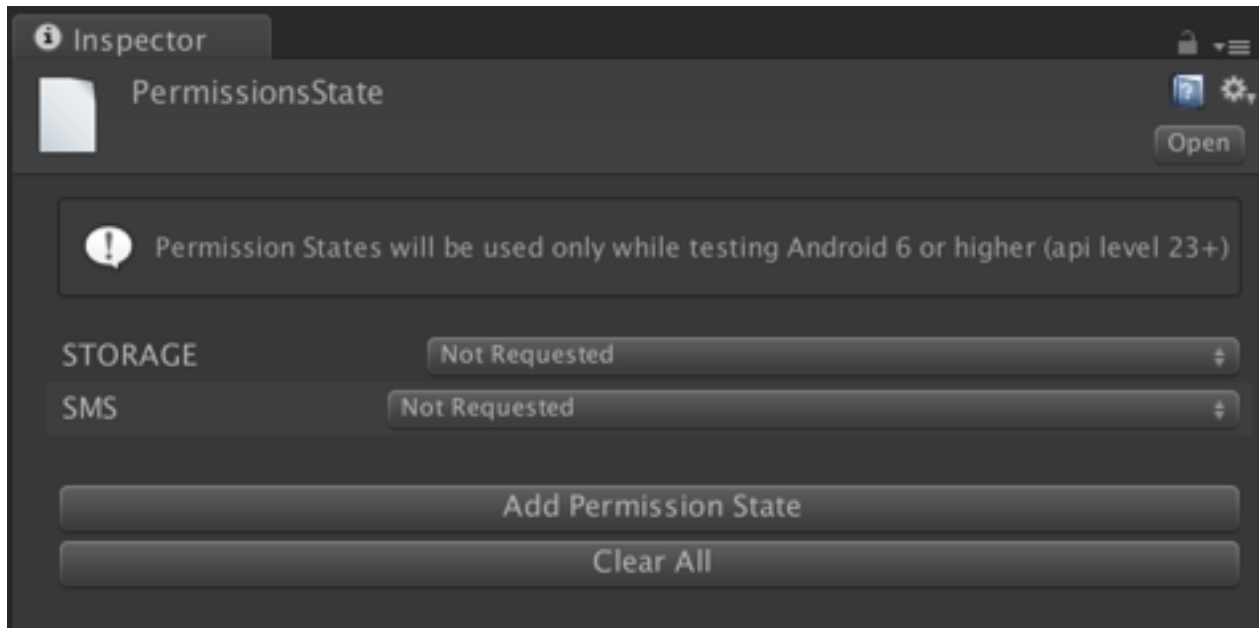 Inspector
PermissionsState
Open
Permission States will be used only while testing Android 6 or higher (api level 23+)
STORAGE Not Requested
SMS Not Requested
Add Permission State
Clear All